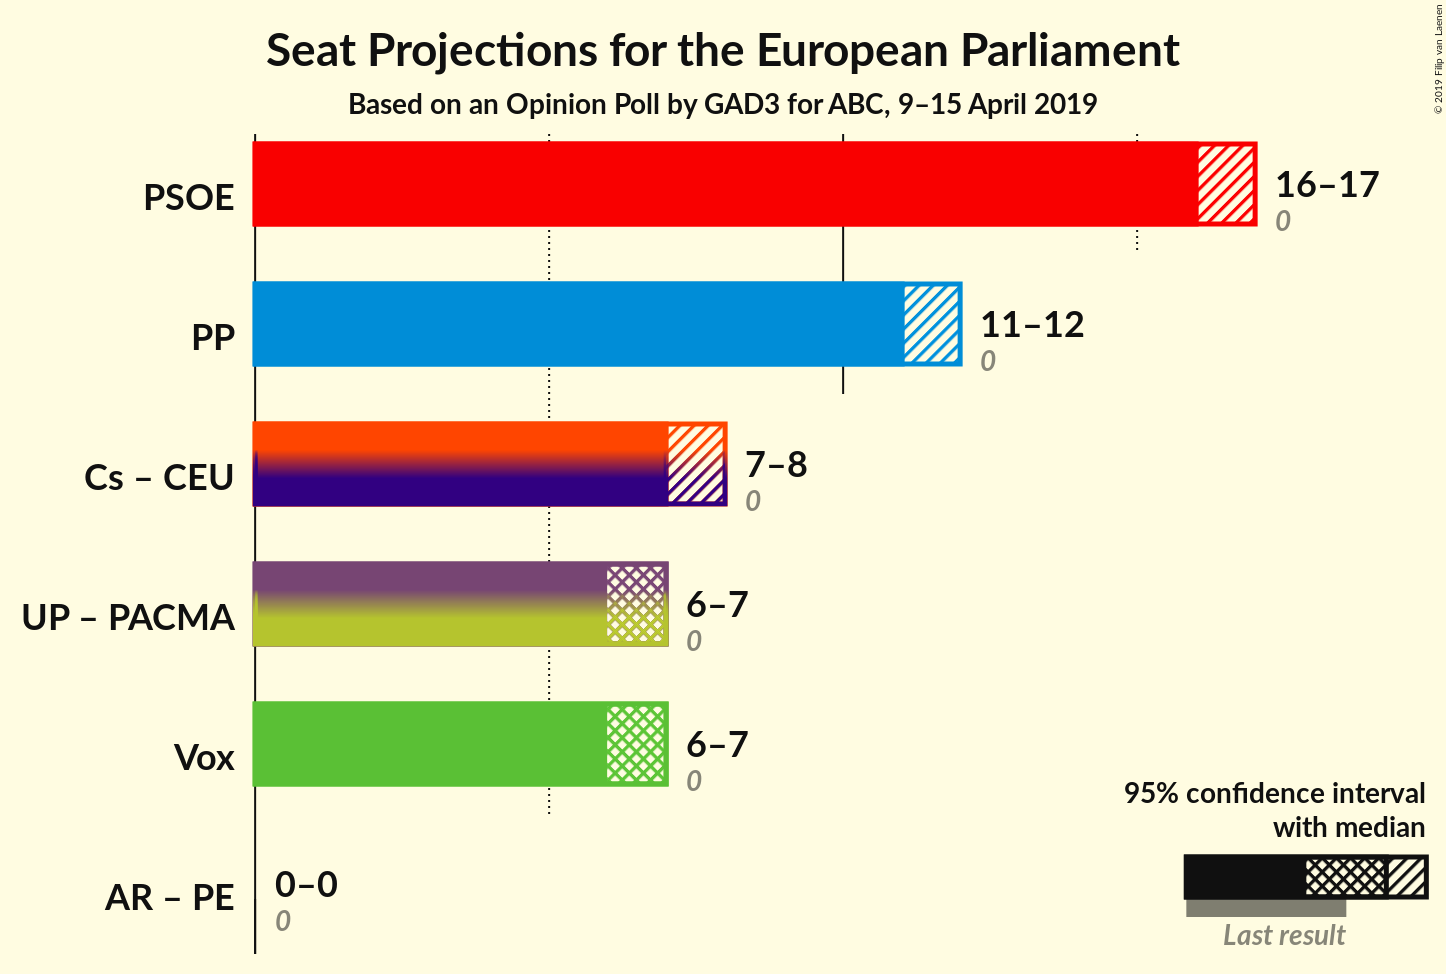 Seat Projections for the European Parliament
Based on an Opinion Poll by GAD3 for ABC, 9–15 April 2019
© 2019 Filip van Laenen
PSOE
16–17
0
PP
11–12
0
Cs – CEU
7–8
0
UP – PACMA
6–7
0
Vox
6–7
0
AR – PE
0–0
0
95% confidence interval
with median
Last result